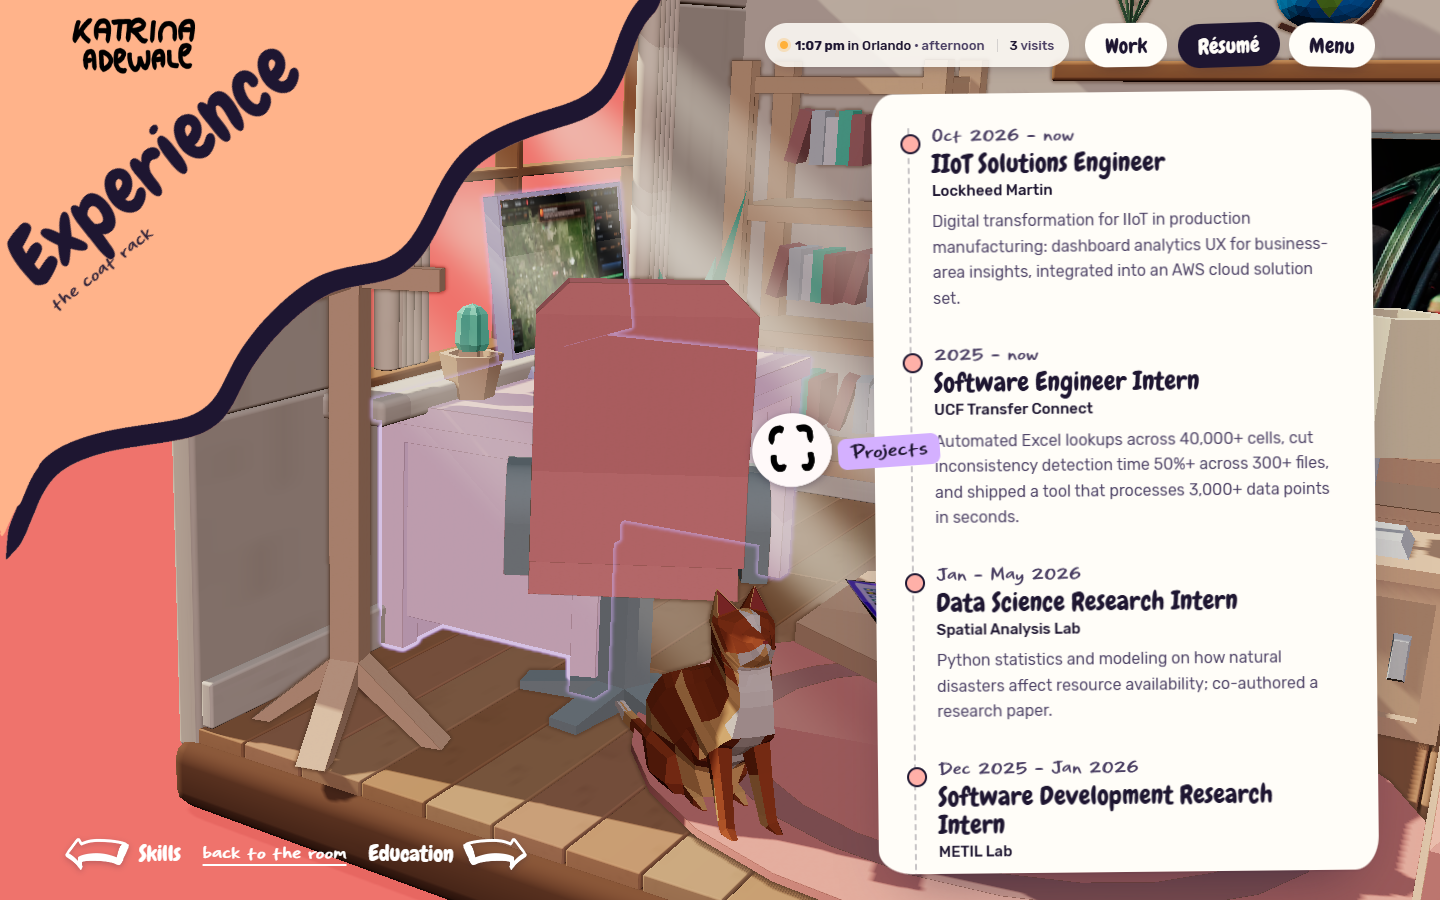 KATRINA
ADEWALE
1:07 pm in Orlando • afternoon
3 visits
Work
Résumé
Menu
Experience
the coat rack
Oct 2026 – now
IIoT Solutions Engineer
Lockheed Martin
Digital transformation for IIoT in production
manufacturing: dashboard analytics UX for business-
area insights, integrated into an AWS cloud solution
set.
2025 – now
Software Engineer Intern
UCF Transfer Connect
Automated Excel lookups across 40,000+ cells, cut
inconsistency detection time 50%+ across 300+ files,
and shipped a tool that processes 3,000+ data points
in seconds.
Projects
Jan – May 2026
Data Science Research Intern
Spatial Analysis Lab
Python statistics and modeling on how natural
disasters affect resource availability; co-authored a
research paper.
Dec 2025 – Jan 2026
Software Development Research
Intern
METIL Lab
Skills
back to the room
Education